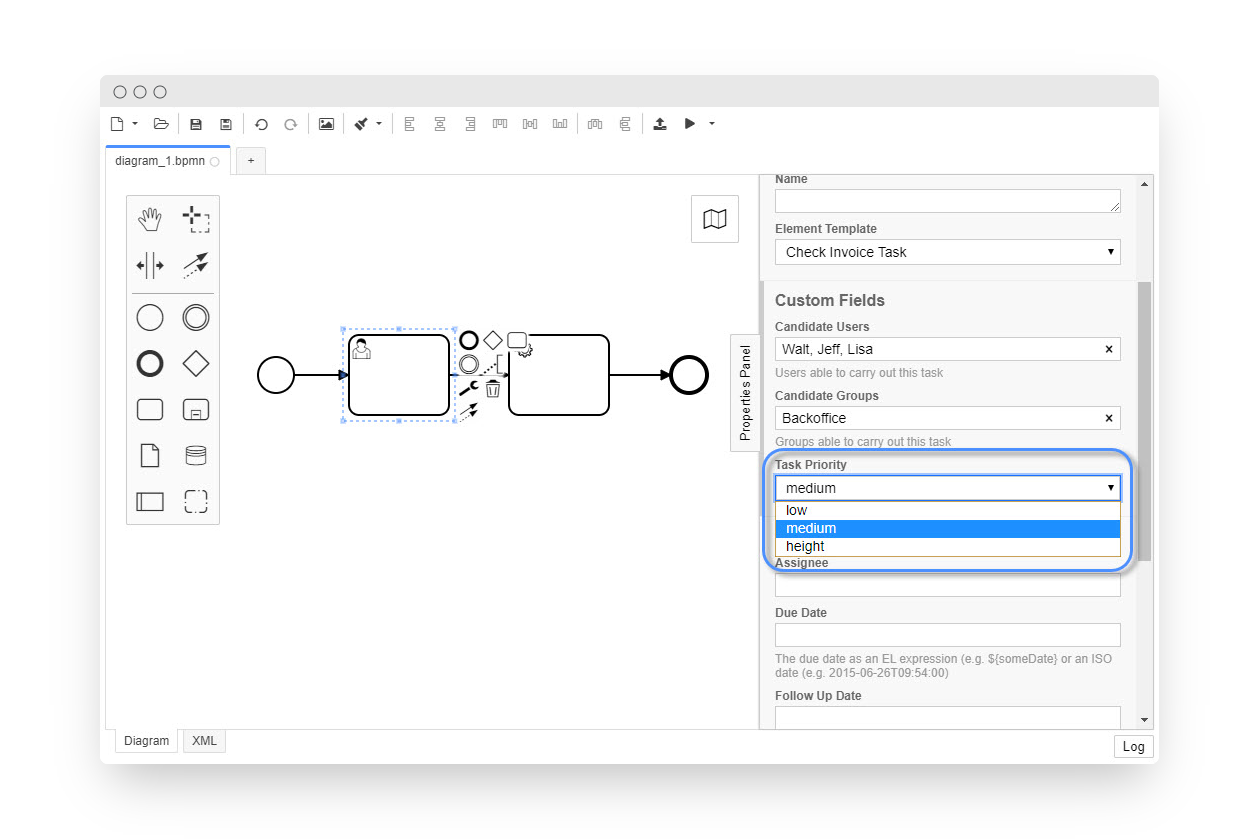 diagram_1.bpmn
+
Name
Element Template
Check Invoice Task
Custom Fields
Candidate Users
Walt, Jeff, Lisa
Users able to carry out this task
Candidate Groups
Backoffice
Groups able to carry out this task
Task Priority
medium
low
medium
height
Assignee
Due Date
The due date as an EL expression (e.g. ${someDate} or an ISO
date (e.g. 2015-06-26T09:54:00)
Follow Up Date
Properties Panel
Diagram
XML
Log